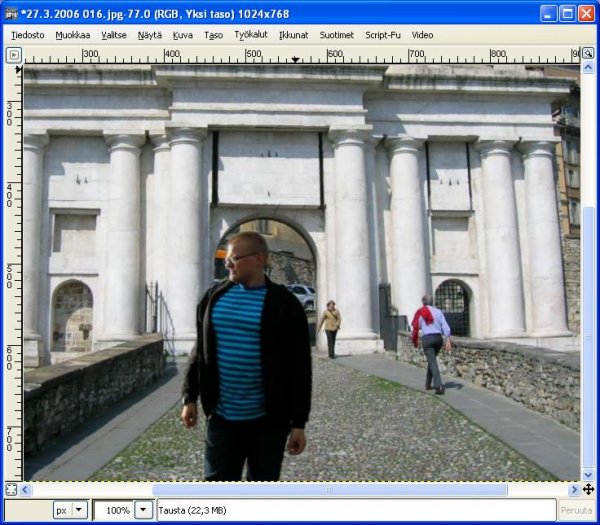 *27.3.2006 016.jpg-77.0 (RGB, Yksi taso) 1024x768
Tiedosto Muokkaa Valitse Näytä Kuva Taso Työkalut Ikkunat Suotimet Script-Fu Video
300 400 500 600 700 800 900
300
400
500
600
700
px 100% Tausta (22,3 MB) Peruuta